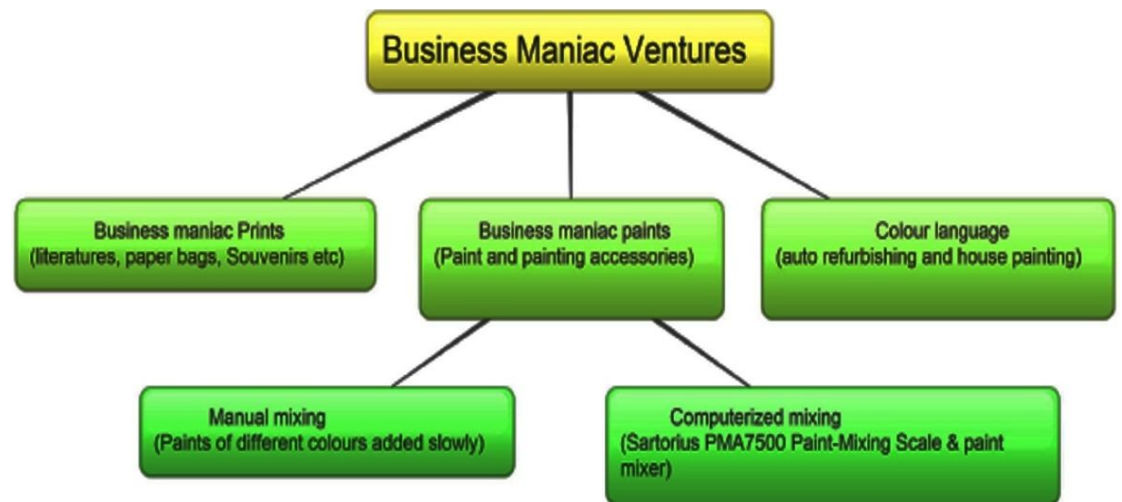 Business Maniac Ventures
Business maniac Prints
(literatures, paper bags, Souvenirs etc)
Business maniac paints
(Paint and painting accessories)
Colour language
(auto refurbishing and house painting)
Manual mixing
(Paints of different colours added slowly)
Computerized mixing
(Sartorius PMA7500 Paint-Mixing Scale & paint
mixer)